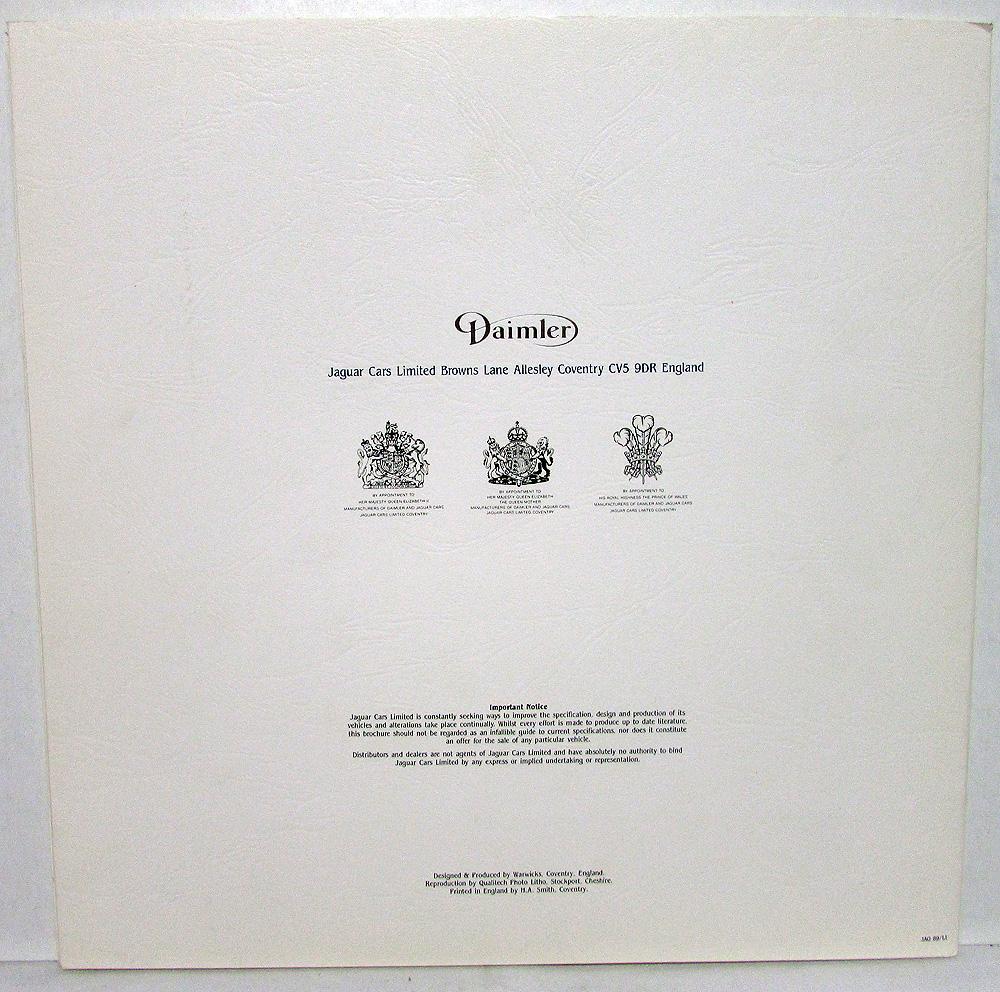 Daimler
Jaguar Cars Limited Browns Lane Allesley Coventry CV5 9DR England
BY APPOINTMENT TO
HER MAJESTY QUEEN ELIZABETH II
MANUFACTURERS OF DAIMLER AND JAGUAR CARS
JAGUAR CARS LIMITED COVENTRY
BY APPOINTMENT TO
HER MAJESTY QUEEN ELIZABETH
THE QUEEN MOTHER
MANUFACTURERS OF DAIMLER AND JAGUAR CARS
JAGUAR CARS LIMITED COVENTRY
BY APPOINTMENT TO
HIS ROYAL HIGHNESS THE PRINCE OF WALES
MANUFACTURERS OF DAIMLER AND JAGUAR CARS
JAGUAR CARS LIMITED COVENTRY
Important Notice
Jaguar Cars Limited is constantly seeking ways to improve the specification, design and production of its
vehicles and alterations take place continually. Whilst every effort is made to produce up to date literature,
this brochure should not be regarded as an infallible guide to current specifications, nor does it constitute
an offer for the sale of any particular vehicle.
Distributors and dealers are not agents of Jaguar Cars Limited and have absolutely no authority to bind
Jaguar Cars Limited by any express or implied undertaking or representation.
Designed & Produced by Warwicks, Coventry, England.
Reproduction by Qualitech Photo Litho, Stockport, Cheshire.
Printed in England by H.A. Smith, Coventry.